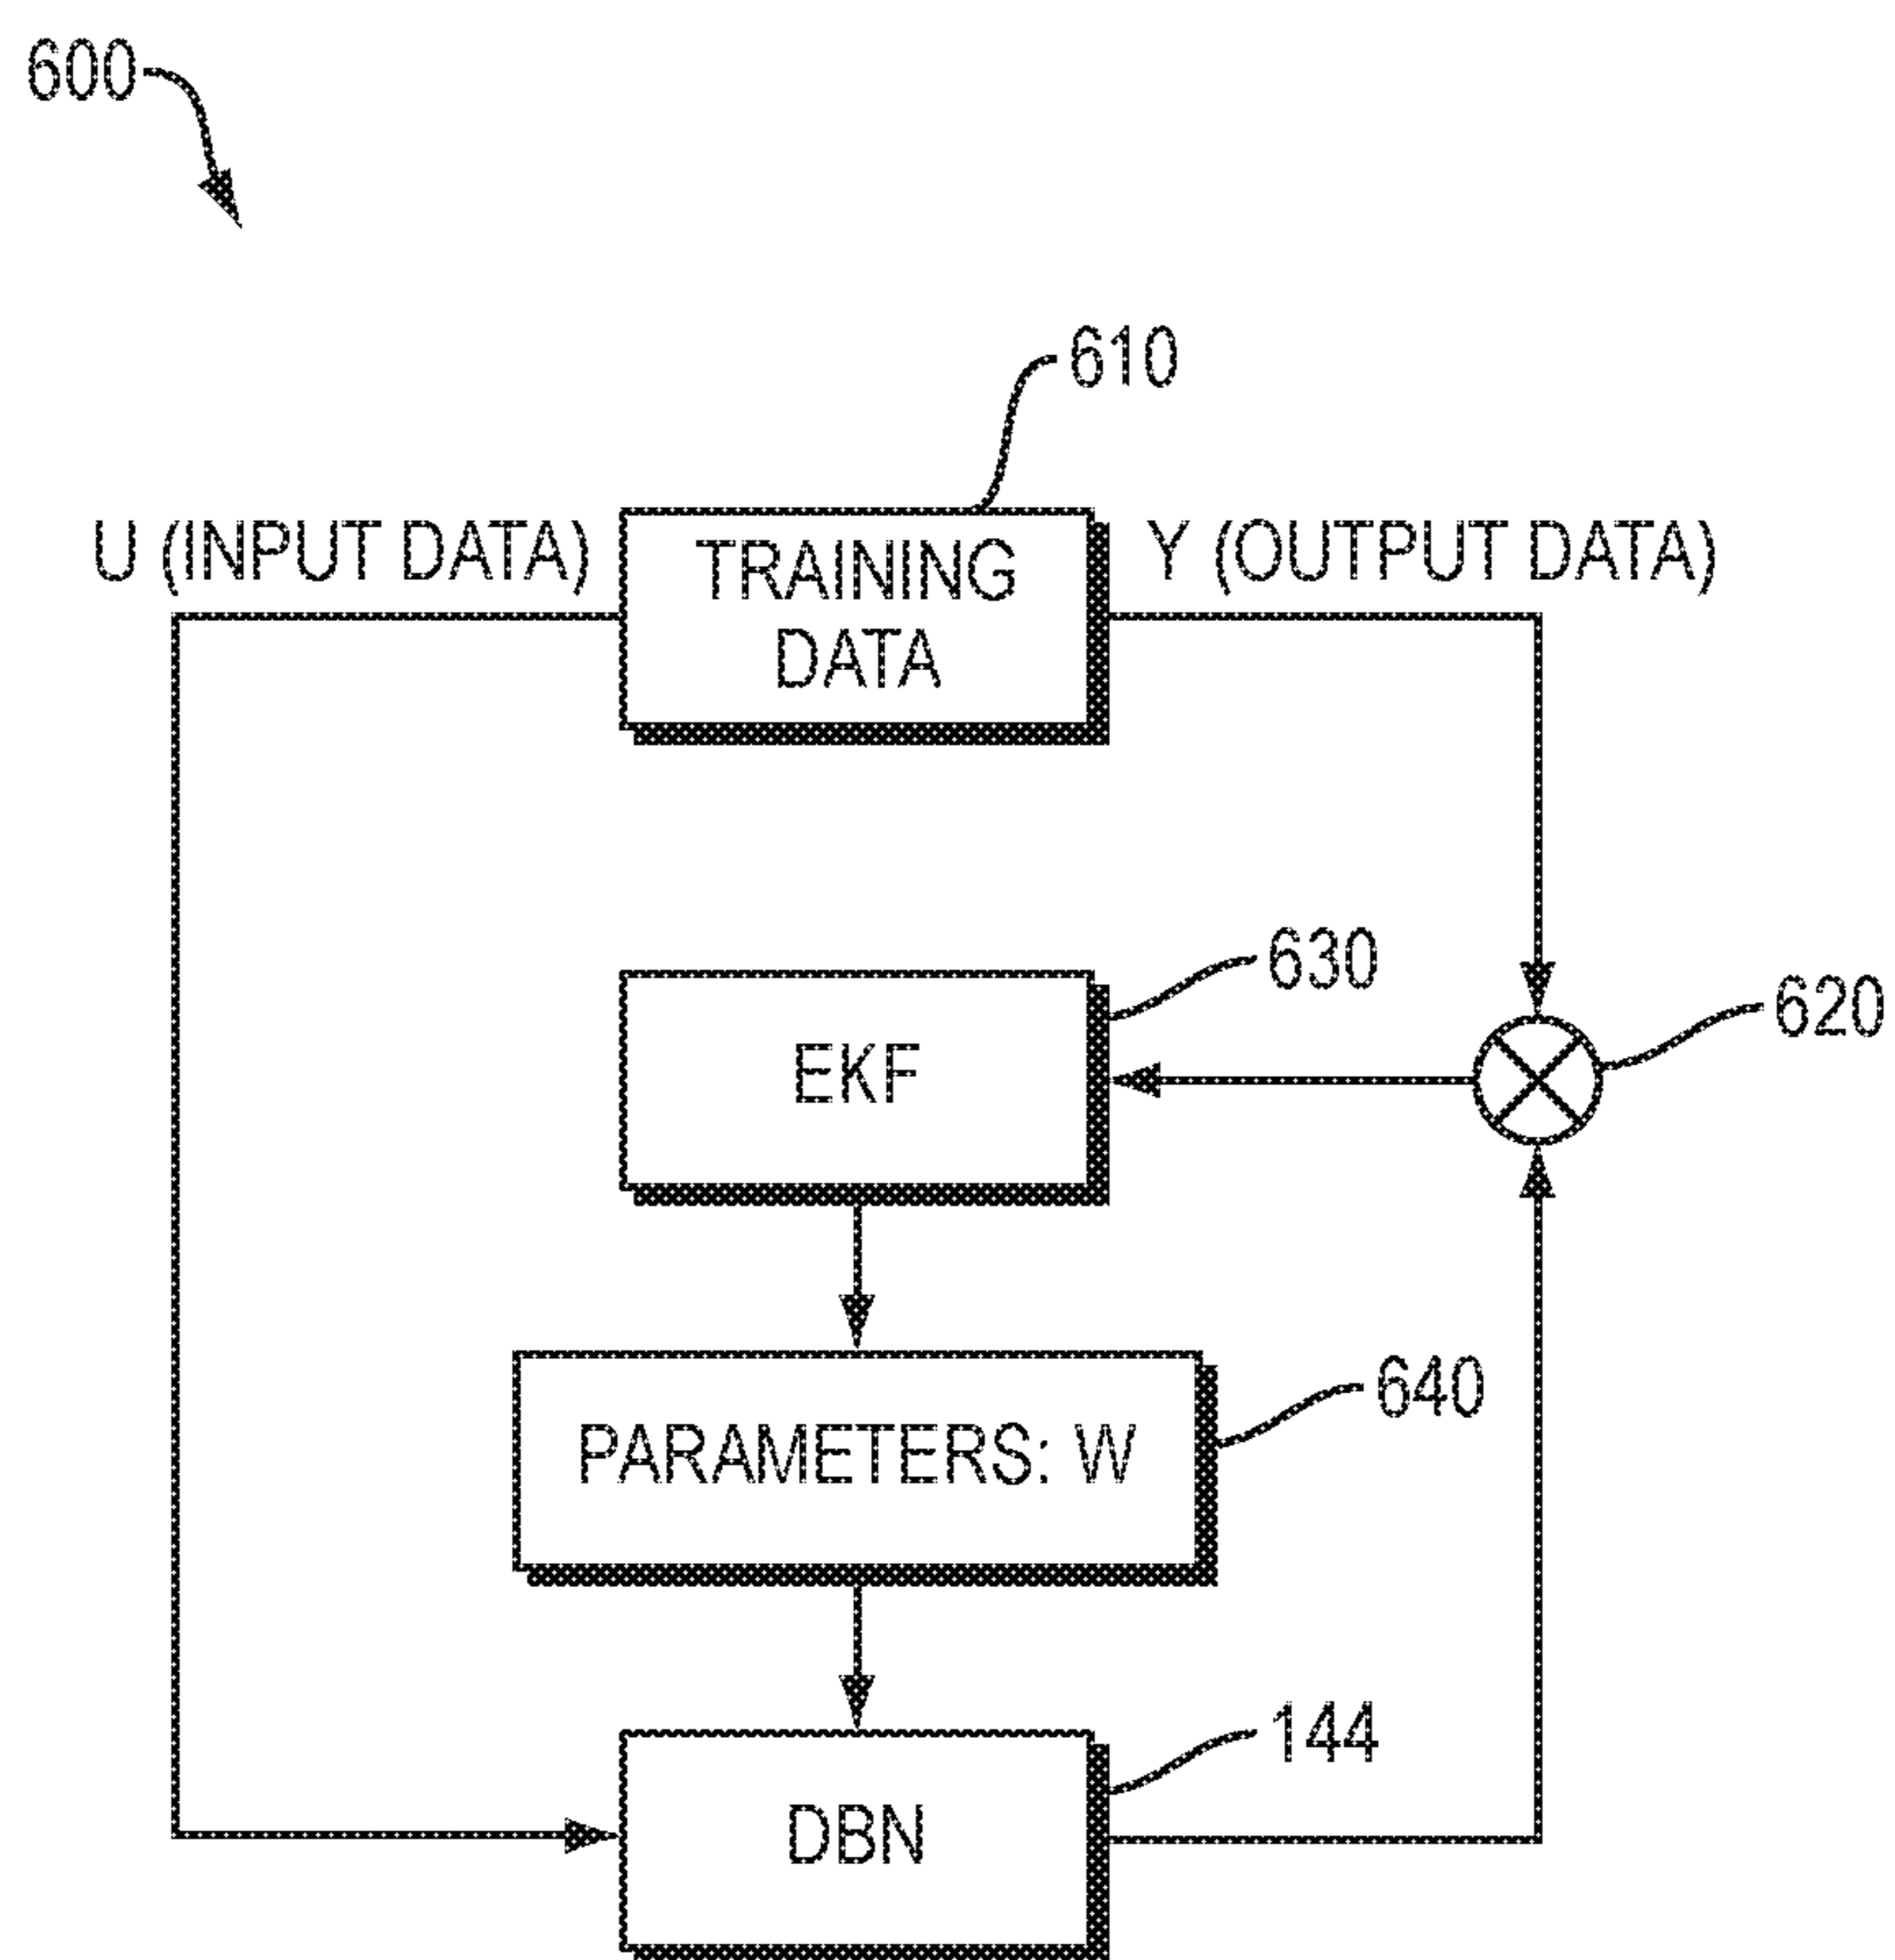 600
610
U (INPUT DATA)
TRAINING
DATA
Y (OUTPUT DATA)
630
620
EKF
640
PARAMETERS: W
144
DBN